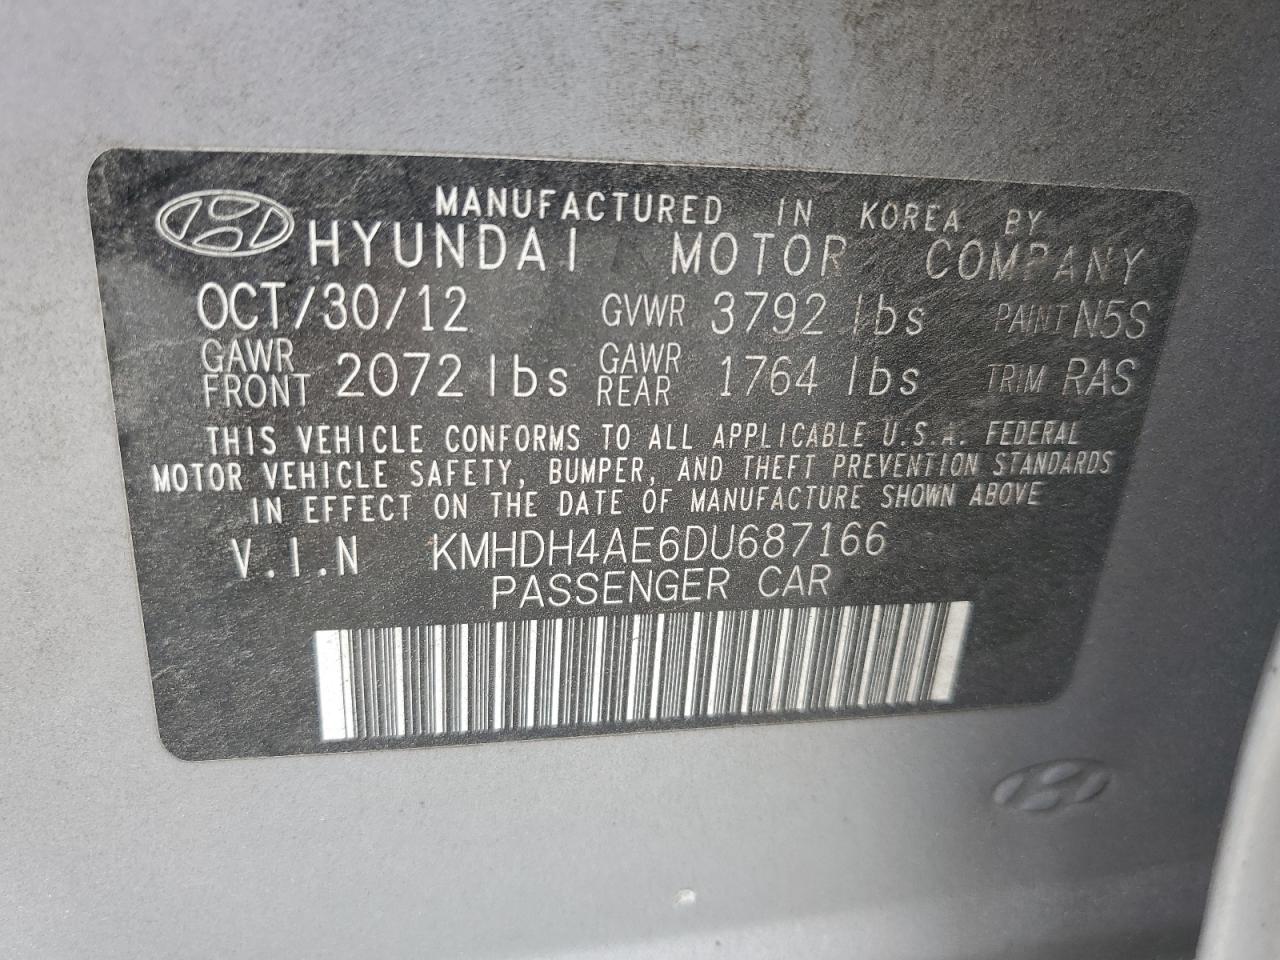 MANUFACTURED IN KOREA BY
HYUNDAI MOTOR COMPANY
OCT/30/12 GVWR 3792 lbs PAINT N5S
GAWR FRONT 2072 lbs GAWR REAR 1764 lbs TRIM RAS
THIS VEHICLE CONFORMS TO ALL APPLICABLE U.S.A. FEDERAL
MOTOR VEHICLE SAFETY, BUMPER, AND THEFT PREVENTION STANDARDS
IN EFFECT ON THE DATE OF MANUFACTURE SHOWN ABOVE
V.I.N KMHDH4AE6DU687166
PASSENGER CAR